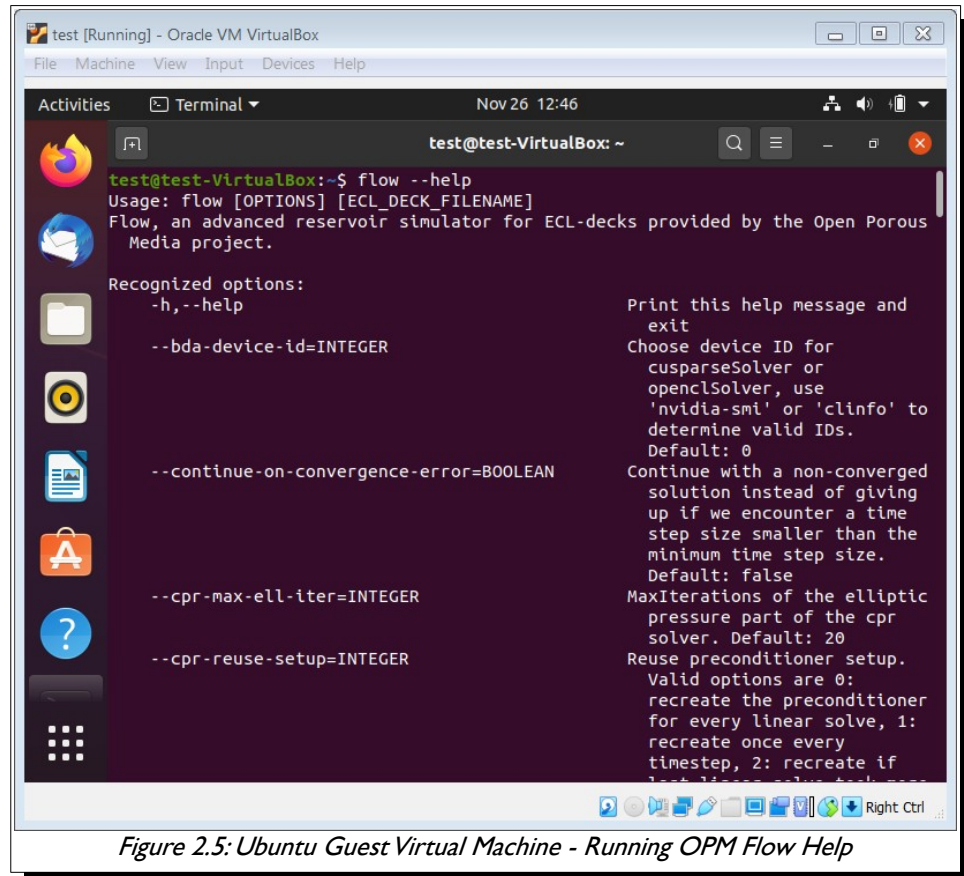 test [Running] - Oracle VM VirtualBox
File Machine View Input Devices Help
Activities Terminal Nov 26 12:46
test@test-VirtualBox: ~
test@test-VirtualBox:~$ flow --help
Usage: flow [OPTIONS] [ECL_DECK_FILENAME]
Flow, an advanced reservoir simulator for ECL-decks provided by the Open Porous
Media project.
Recognized options:
-h,--help Print this help message and
exit
--bda-device-id=INTEGER Choose device ID for
cusparseSolver or
openclSolver, use
'nvidia-smi' or 'clinfo' to
determine valid IDs.
Default: 0
--continue-on-convergence-error=BOOLEAN Continue with a non-converged
solution instead of giving
up if we encounter a time
step size smaller than the
minimum time step size.
Default: false
--cpr-max-ell-iter=INTEGER MaxIterations of the elliptic
pressure part of the cpr
solver. Default: 20
--cpr-reuse-setup=INTEGER Reuse preconditioner setup.
Valid options are 0:
recreate the preconditioner
for every linear solve, 1:
recreate once every
timestep, 2: recreate if
Right Ctrl
Figure 2.5: Ubuntu Guest Virtual Machine - Running OPM Flow Help